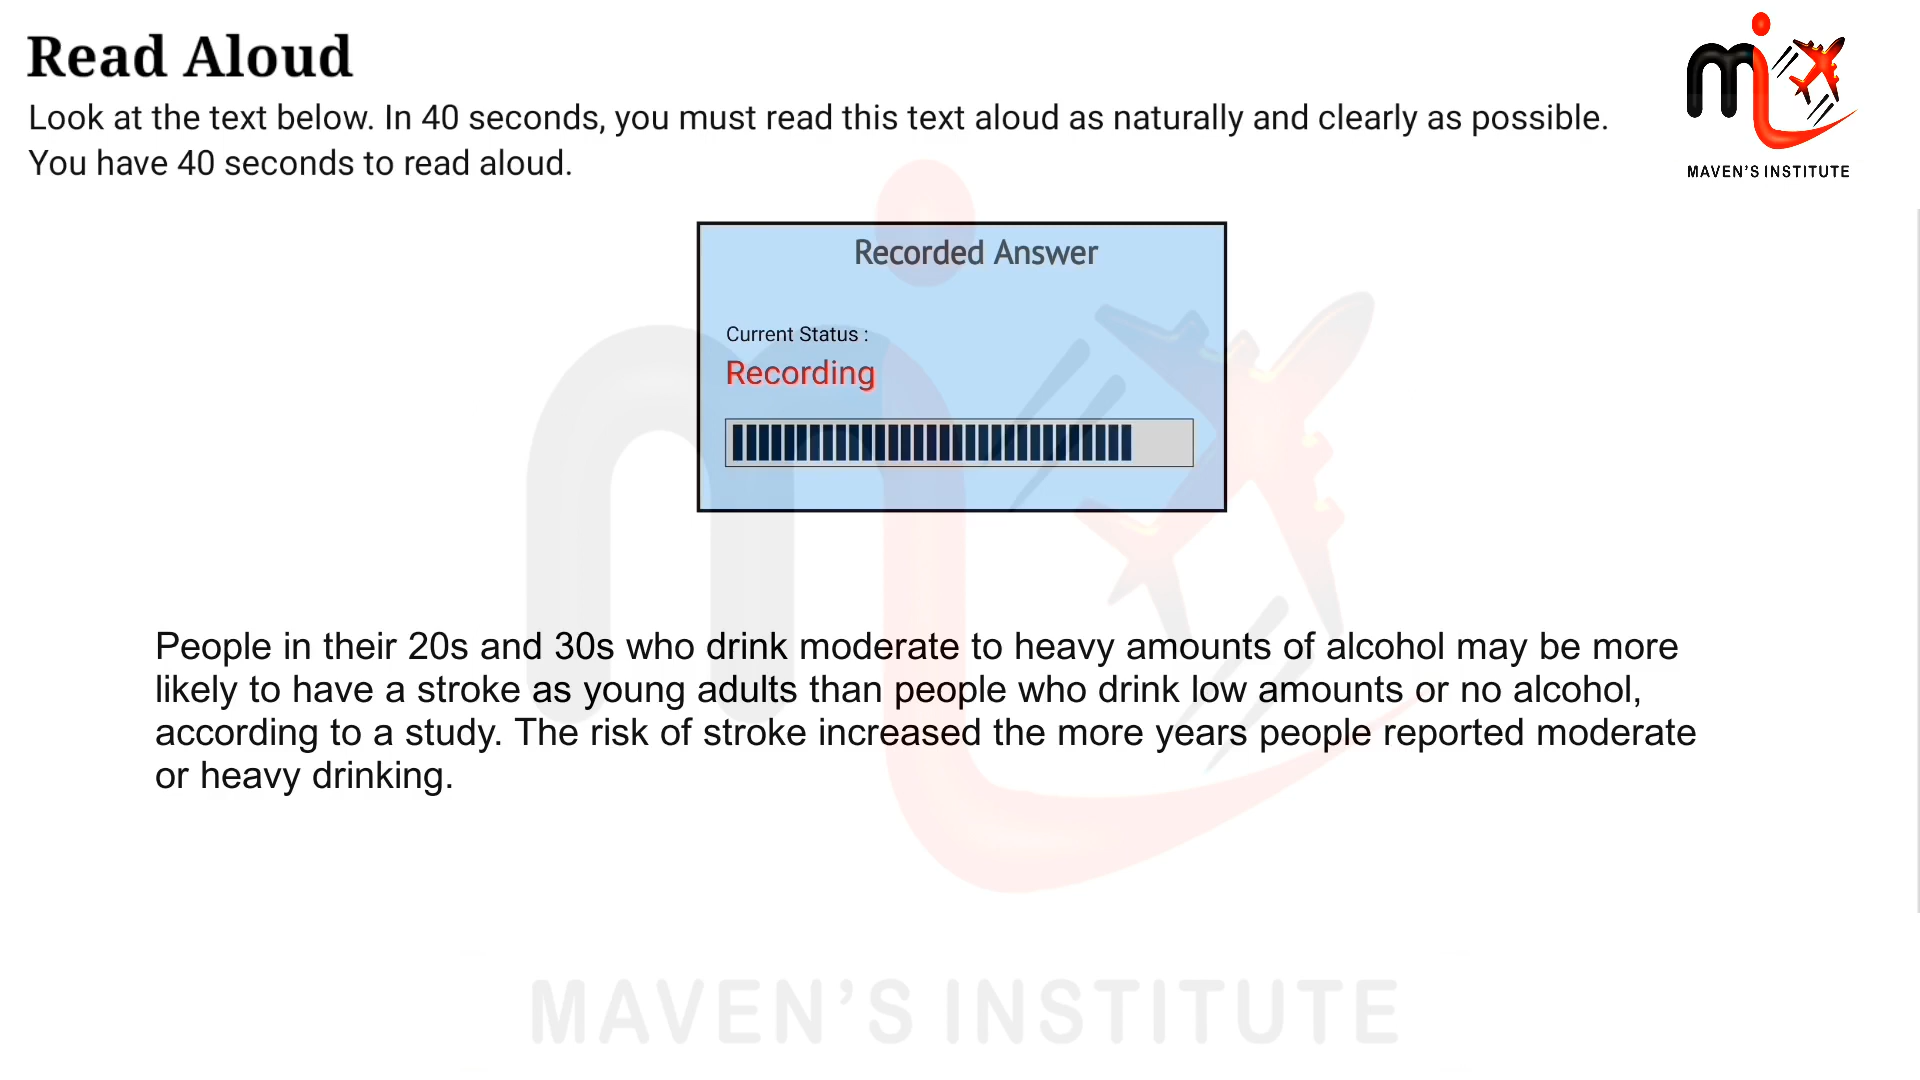 Read Aloud
Look at the text below. In 40 seconds, you must read this text aloud as naturally and clearly as possible.
You have 40 seconds to read aloud.
MAVEN'S INSTITUTE
Recorded Answer
Current Status :
Recording
People in their 20s and 30s who drink moderate to heavy amounts of alcohol may be more
likely to have a stroke as young adults than people who drink low amounts or no alcohol,
according to a study. The risk of stroke increased the more years people reported moderate
or heavy drinking.
MAVEN'S INSTITUTE